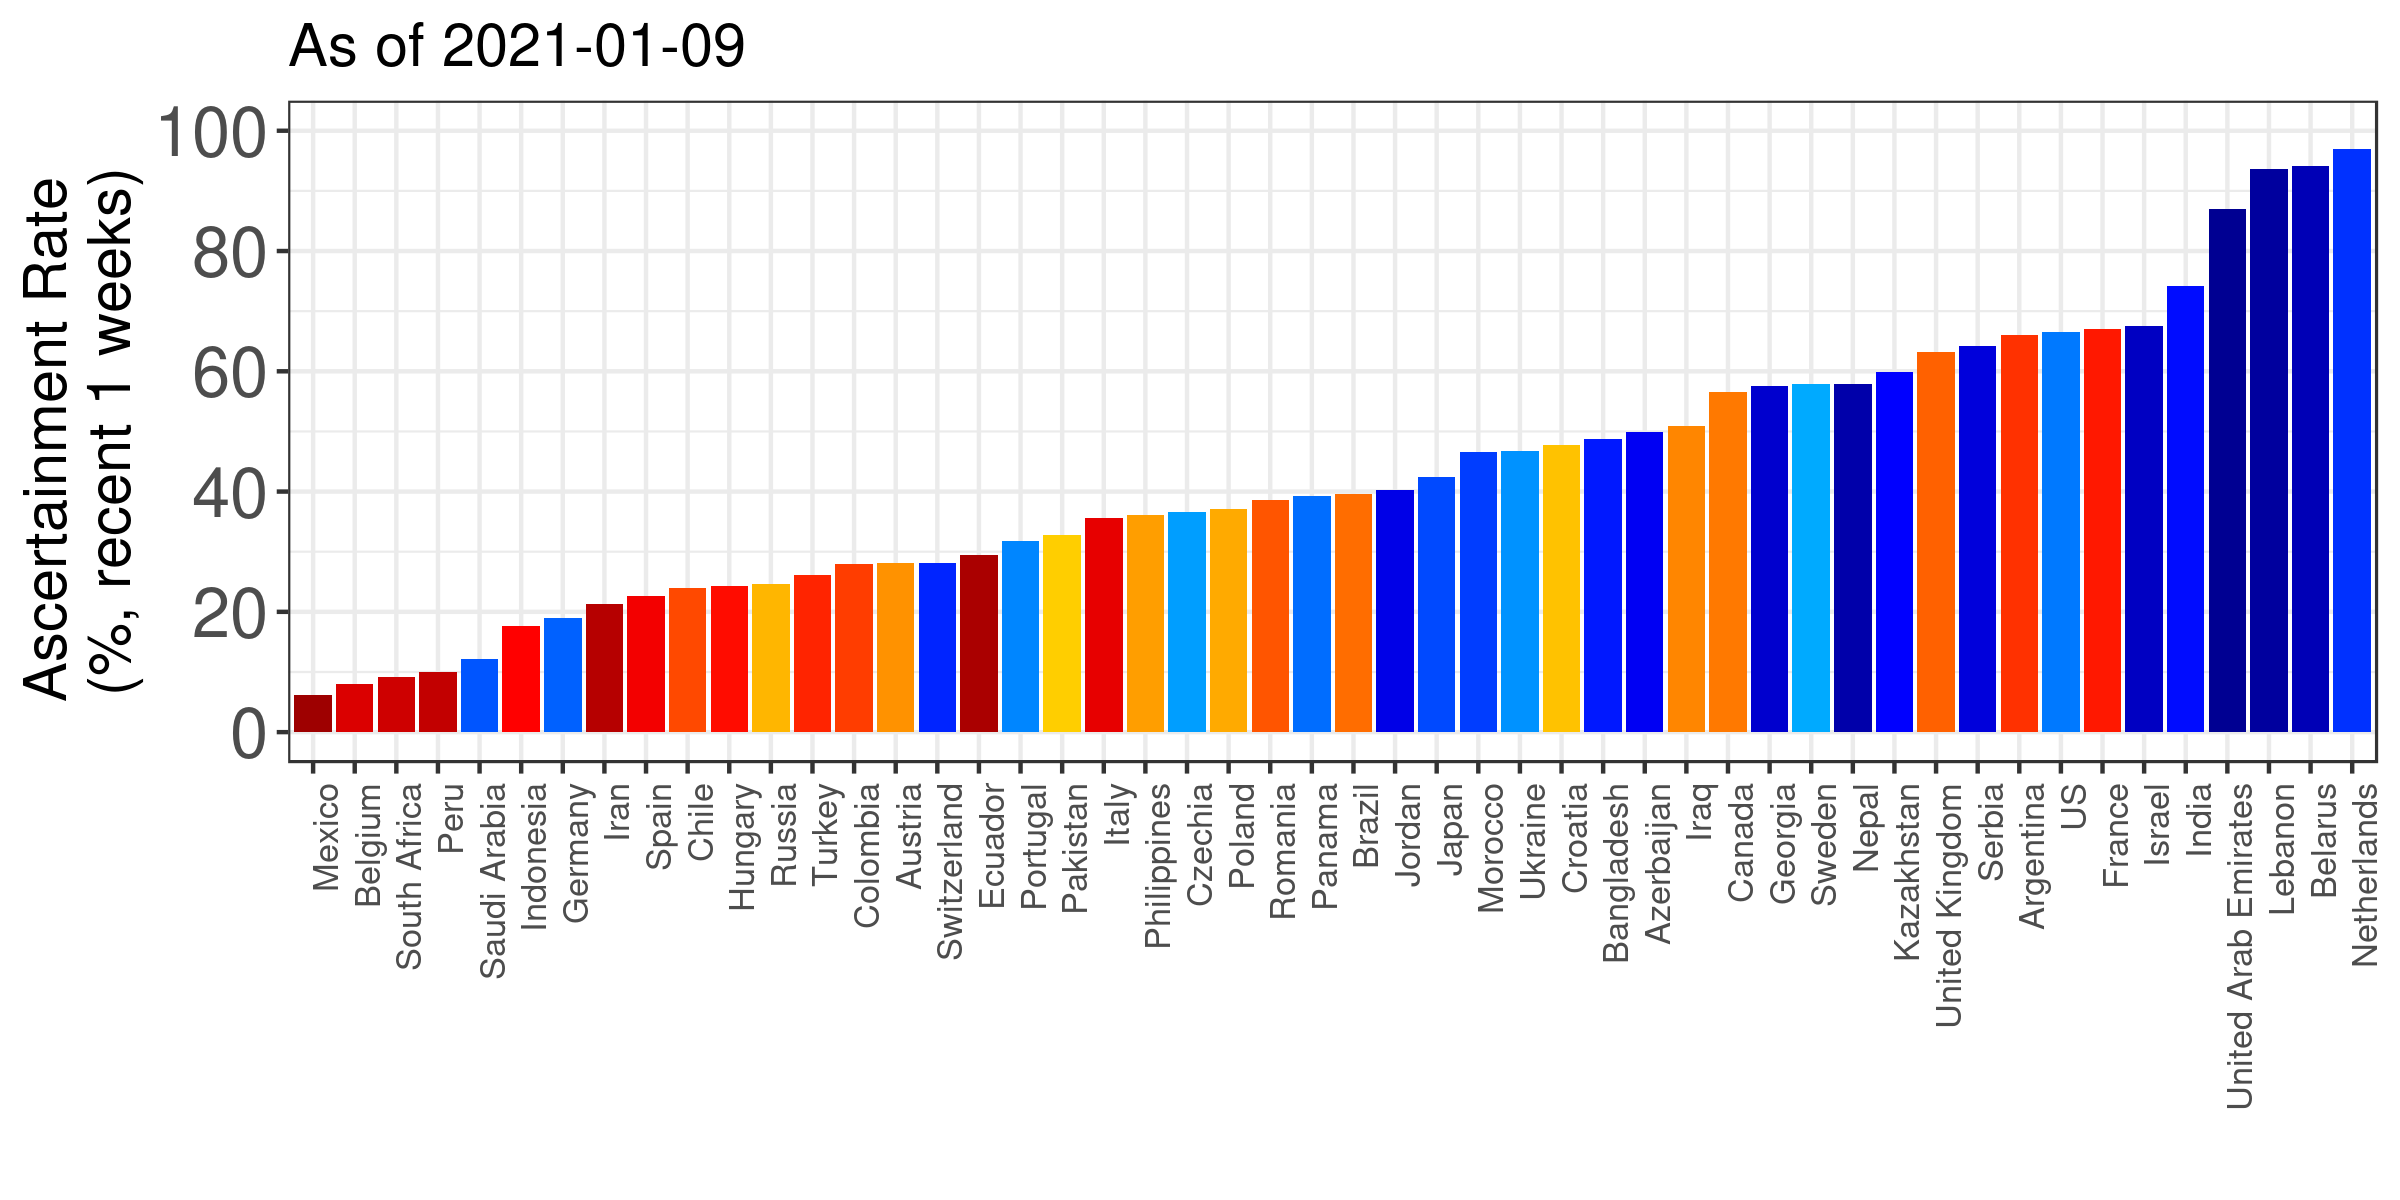 As of 2021-01-09
Ascertainment Rate
(%, recent 1 weeks)
100
80
60
40
20
0
Mexico
Belgium
South Africa
Peru
Saudi Arabia
Indonesia
Germany
Iran
Spain
Chile
Hungary
Russia
Turkey
Colombia
Austria
Switzerland
Ecuador
Portugal
Pakistan
Italy
Philippines
Czechia
Poland
Romania
Panama
Brazil
Jordan
Japan
Morocco
Ukraine
Croatia
Bangladesh
Azerbaijan
Iraq
Canada
Georgia
Sweden
Nepal
Kazakhstan
United Kingdom
Serbia
Argentina
US
France
Israel
India
United Arab Emirates
Lebanon
Belarus
Netherlands